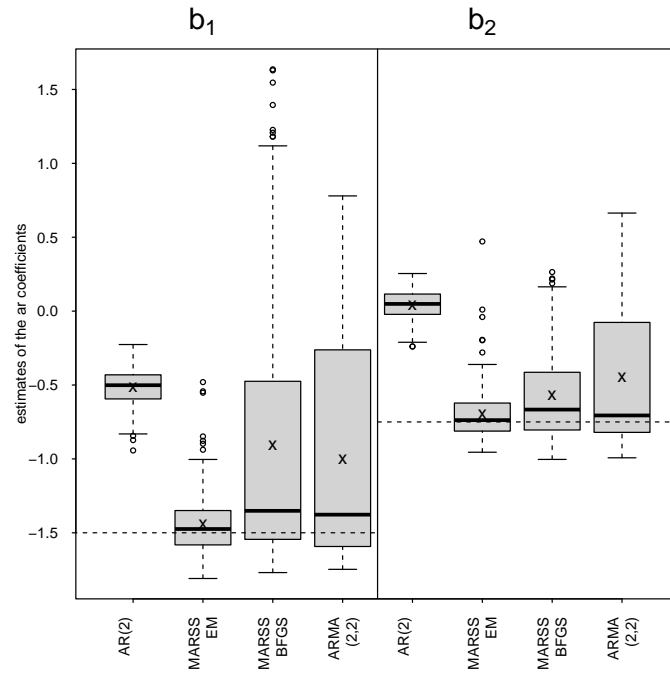 b1
b2
estimates of the ar coefficients
1.5
1.0
0.5
0.0
−0.5
−1.0
−1.5
AR(2)
MARSS
EM
MARSS
BFGS
ARMA
(2,2)
AR(2)
MARSS
EM
MARSS
BFGS
ARMA
(2,2)
x
x
x
x
x
x
x
x